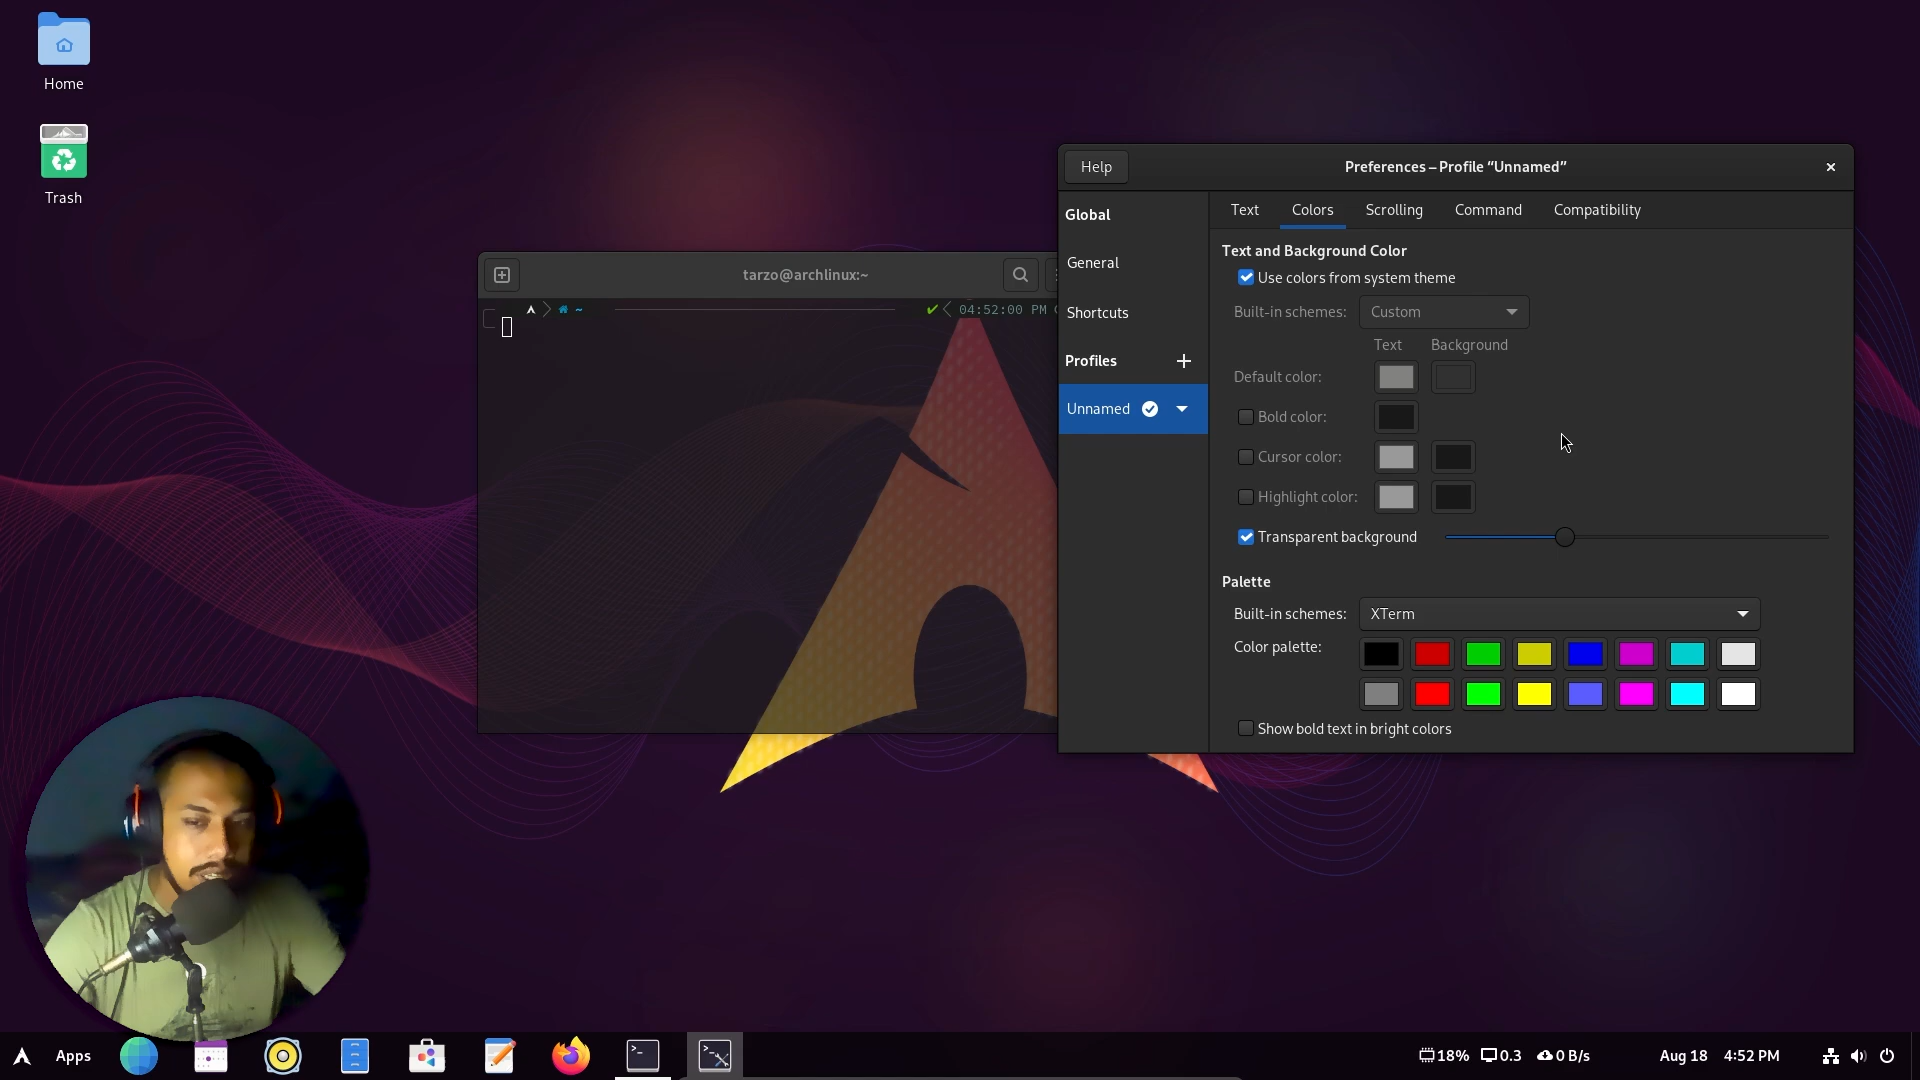 Home
Trash
tarzo@archlinux:~
~
04:52:00 PM
Help
Preferences – Profile “Unnamed”
Global
General
Shortcuts
Profiles
Unnamed
Text Colors Scrolling Command Compatibility
Text and Background Color
Use colors from system theme
Built-in schemes: Custom
Text Background
Default color:
Bold color:
Cursor color:
Highlight color:
Transparent background
Palette
Built-in schemes: XTerm
Color palette:
Show bold text in bright colors
Apps
18% 0.3 0 B/s
Aug 18 4:52 PM